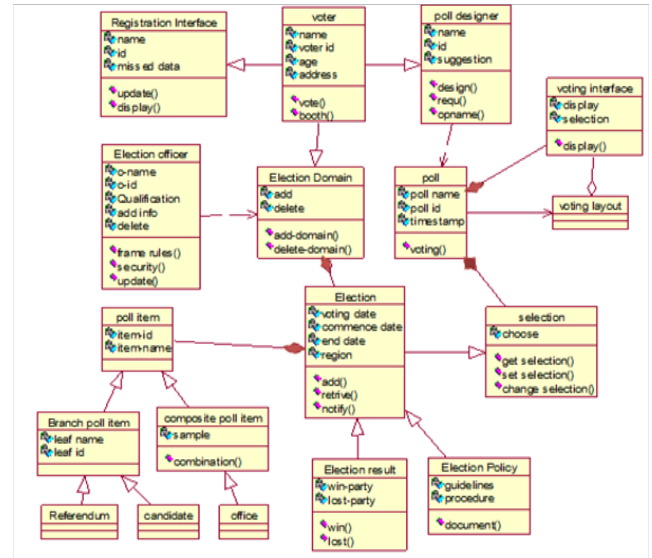 Registration Interface
name
id
missed data
update()
display()
voter
name
voter id
age
address
vote()
booth()
poll designer
name
id
suggestion
design()
requ()
opname()
voting interface
display
selection
display()
Election officer
o-name
o-id
Qualification
add info
delete
frame rules()
security()
update()
Election Domain
add
delete
add-domain()
delete-domain()
poll
poll name
poll id
timestamp
voting()
voting layout
poll item
item-id
item-name
Election
voting date
commence date
end date
region
add()
retrive()
notify()
selection
choose
get selection()
set selection()
change selection()
Branch poll item
leaf name
leaf id
composite poll item
sample
combination()
Referendum
candidate
office
Election result
win-party
lost-party
win()
lost()
Election Policy
guidelines
procedure
document()